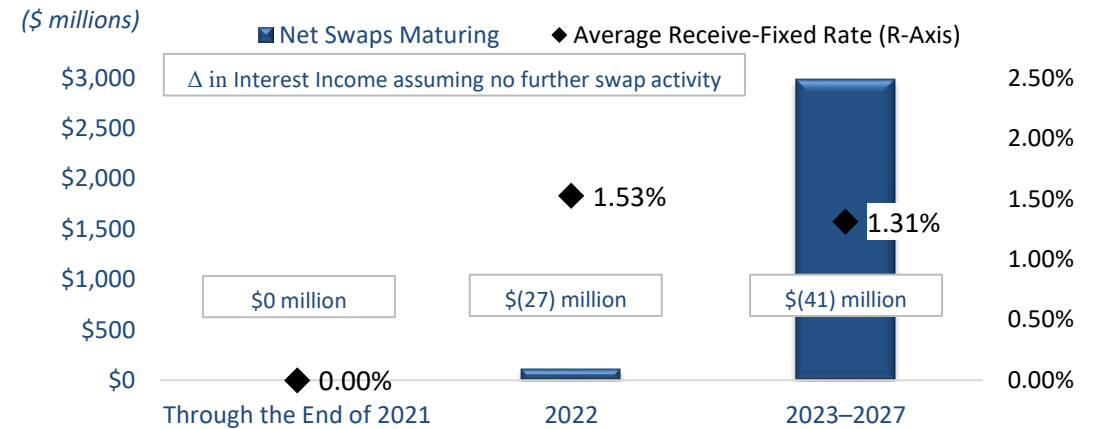 ($ millions)
Net Swaps Maturing ◆ Average Receive-Fixed Rate (R-Axis)
$3,000 Δ in Interest Income assuming no further swap activity 2.50%
$2,500 2.00%
$2,000 1.53% 1.50%
$1,500 1.31%
1.00%
$1,000 $0 million $(27) million $(41) million
$500 0.50%
$0 0.00% 0.00%
Through the End of 2021 2022 2023–2027